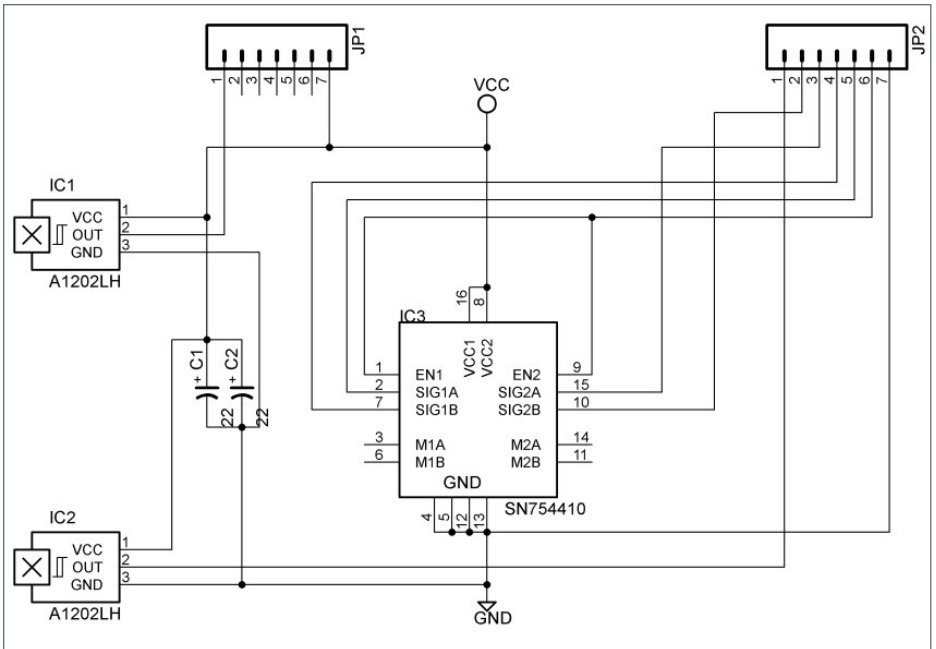 JP1
1 2 3 4 5 6 7
JP2
1 2 3 4 5 6 7
VCC
IC1
VCC 1
OUT 2
GND 3
A1202LH
IC3
16 8
VCC1 VCC2
1 EN1 EN2 9
2 SIG1A SIG2A 15
7 SIG1B SIG2B 10
3 M1A M2A 14
6 M1B M2B 11
GND
SN754410
4 5 12 13
+ C1 + C2
22 22
IC2
VCC 1
OUT 2
GND 3
A1202LH
GND